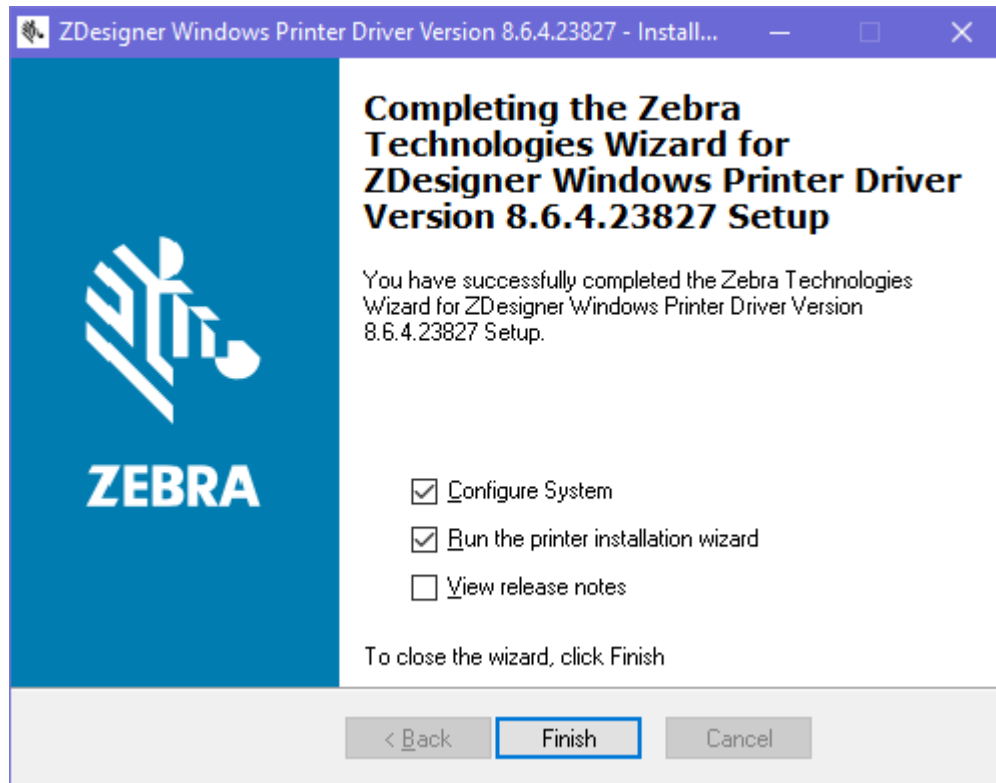 ZDesigner Windows Printer Driver Version 8.6.4.23827 - Install...
Completing the Zebra
Technologies Wizard for
ZDesigner Windows Printer Driver
Version 8.6.4.23827 Setup
You have successfully completed the Zebra Technologies
Wizard for ZDesigner Windows Printer Driver Version
8.6.4.23827 Setup.
ZEBRA
Configure System
Run the printer installation wizard
View release notes
To close the wizard, click Finish
< Back
Finish
Cancel